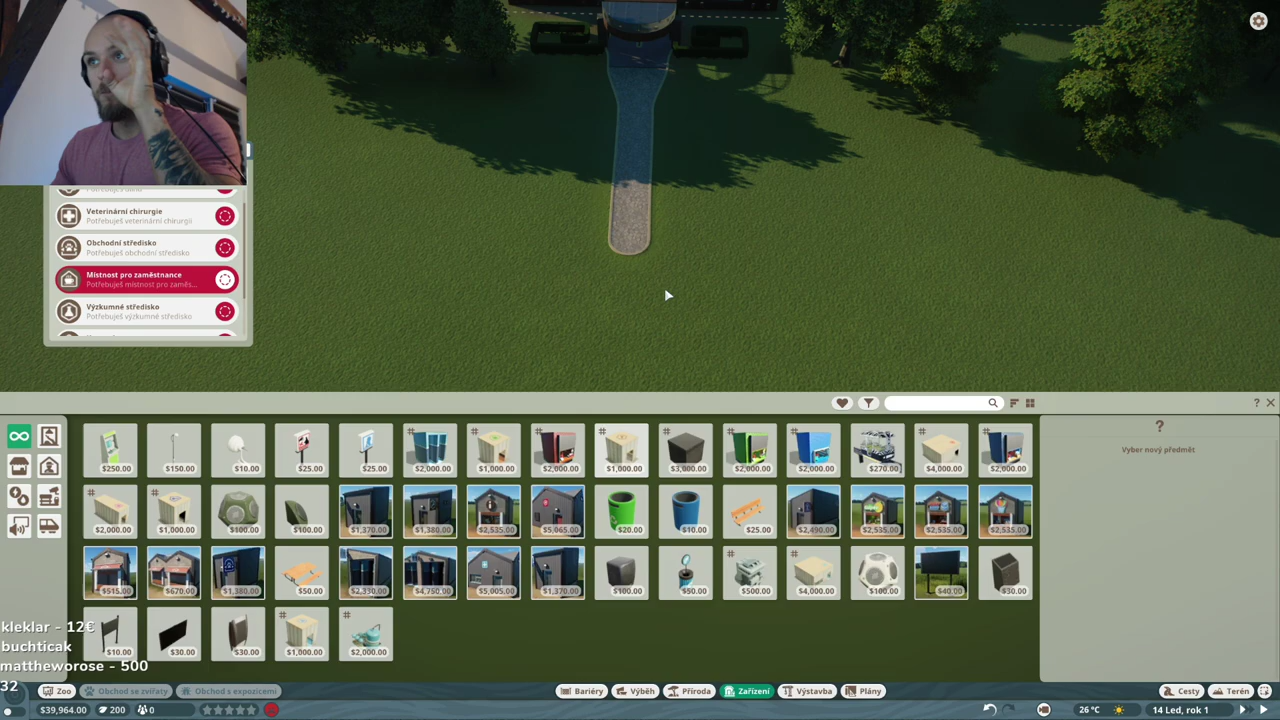 Veterinární chirurgie
Potřebuješ veterinární chirurgii
Obchodní středisko
Potřebuješ obchodní středisko
Místnost pro zaměstnance
Potřebuješ místnost pro zaměs...
Výzkumné středisko
Potřebuješ výzkumné středisko
?
Vyber nový předmět
$250.00 $150.00 $10.00 $25.00 $25.00 $2,000.00 $1,000.00 $2,000.00 $1,000.00 $3,000.00 $2,000.00 $2,000.00 $270.00 $4,000.00 $2,000.00
$2,000.00 $1,000.00 $100.00 $100.00 $1,370.00 $1,380.00 $2,535.00 $5,065.00 $20.00 $10.00 $25.00 $2,490.00 $2,535.00 $2,535.00 $2,535.00
$515.00 $670.00 $1,380.00 $50.00 $2,330.00 $4,750.00 $5,005.00 $1,370.00 $100.00 $50.00 $500.00 $4,000.00 $100.00 $40.00 $30.00
$10.00 $30.00 $30.00 $1,000.00 $2,000.00
kleklar - 12€
buchticak
mattheworose - 500
32
Zoo Obchod se zvířaty Obchod s expozicemi Bariéry Výběh Příroda Zařízení Výstavba Plány Cesty Terén
$39,964.00 200 0 26 °C 14 Led, rok 1